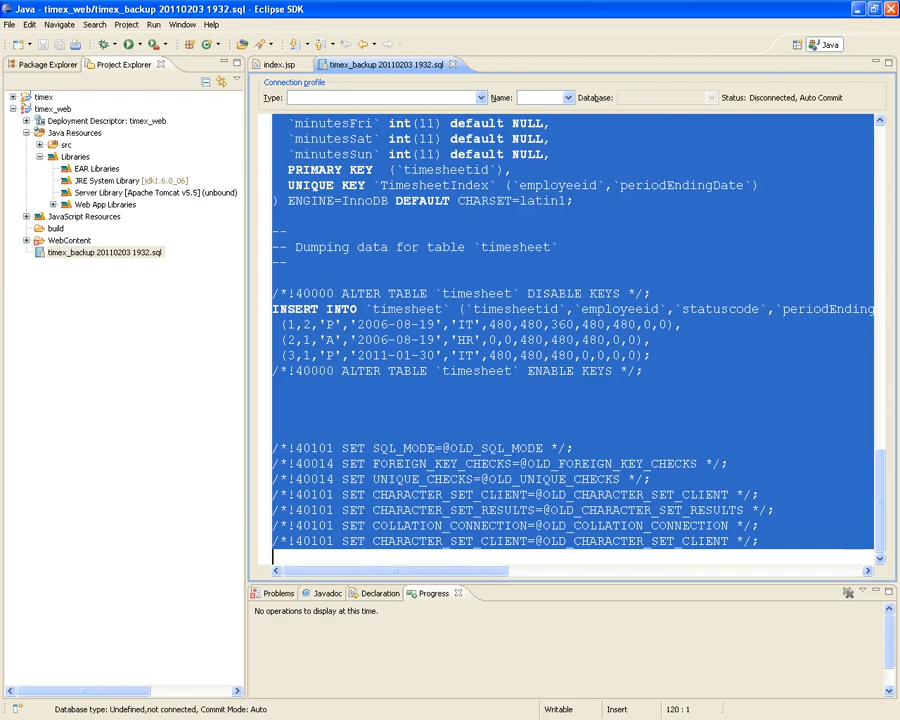 Java - timex_web/timex_backup 20110203 1932.sql - Eclipse SDK
File Edit Navigate Search Project Run Window Help
Java
Package Explorer Project Explorer
index.jsp timex_backup 20110203 1932.sql
Connection profile
Type: Name: Database: Status: Disconnected, Auto Commit
timex
timex_web
Deployment Descriptor: timex_web
Java Resources
src
Libraries
EAR Libraries
JRE System Library [jdk1.6.0_06]
Server Library [Apache Tomcat v5.5] (unbound)
Web App Libraries
JavaScript Resources
build
WebContent
timex_backup 20110203 1932.sql
`minutesFri` int(11) default NULL,
`minutesSat` int(11) default NULL,
`minutesSun` int(11) default NULL,
PRIMARY KEY (`timesheetid`),
UNIQUE KEY `TimesheetIndex` (`employeeid`,`periodEndingDate`)
) ENGINE=InnoDB DEFAULT CHARSET=latin1;
--
-- Dumping data for table `timesheet`
--
/*!40000 ALTER TABLE `timesheet` DISABLE KEYS */;
INSERT INTO `timesheet` (`timesheetid`,`employeeid`,`statuscode`,`periodEnding
(1,2,'P','2006-08-19','IT',480,480,360,480,480,0,0),
(2,1,'A','2006-08-19','HR',0,0,480,480,480,0,0),
(3,1,'P','2011-01-30','IT',480,480,480,0,0,0,0);
/*!40000 ALTER TABLE `timesheet` ENABLE KEYS */;
/*!40101 SET SQL_MODE=@OLD_SQL_MODE */;
/*!40014 SET FOREIGN_KEY_CHECKS=@OLD_FOREIGN_KEY_CHECKS */;
/*!40014 SET UNIQUE_CHECKS=@OLD_UNIQUE_CHECKS */;
/*!40101 SET CHARACTER_SET_CLIENT=@OLD_CHARACTER_SET_CLIENT */;
/*!40101 SET CHARACTER_SET_RESULTS=@OLD_CHARACTER_SET_RESULTS */;
/*!40101 SET COLLATION_CONNECTION=@OLD_COLLATION_CONNECTION */;
/*!40101 SET CHARACTER_SET_CLIENT=@OLD_CHARACTER_SET_CLIENT */;
Problems Javadoc Declaration Progress
No operations to display at this time.
Database type: Undefined,not connected, Commit Mode: Auto Writable Insert 120 : 1